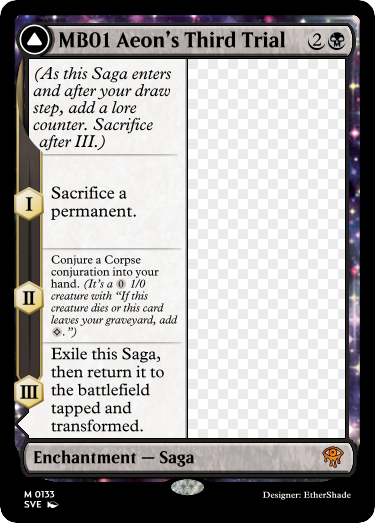 MB01 Aeon's Third Trial 2
(As this Saga enters
and after your draw
step, add a lore
counter. Sacrifice
after III.)
I
Sacrifice a
permanent.
II
Conjure a Corpse
conjuration into your
hand. (It's a 0 1/0
creature with “If this
creature dies or this card
leaves your graveyard, add
.”)
III
Exile this Saga,
then return it to
the battlefield
tapped and
transformed.
Enchantment — Saga
M 0133
SVE
Designer: EtherShade